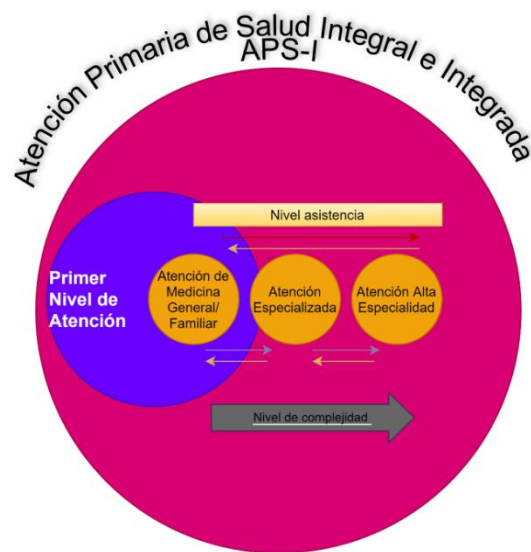 Atención Primaria de Salud Integral e Integrada
APS-I
Nivel asistencia
Primer
Nivel de
Atención
Atención de
Medicina
General/
Familiar
Atención
Especializada
Atención Alta
Especialidad
Nivel de complejidad